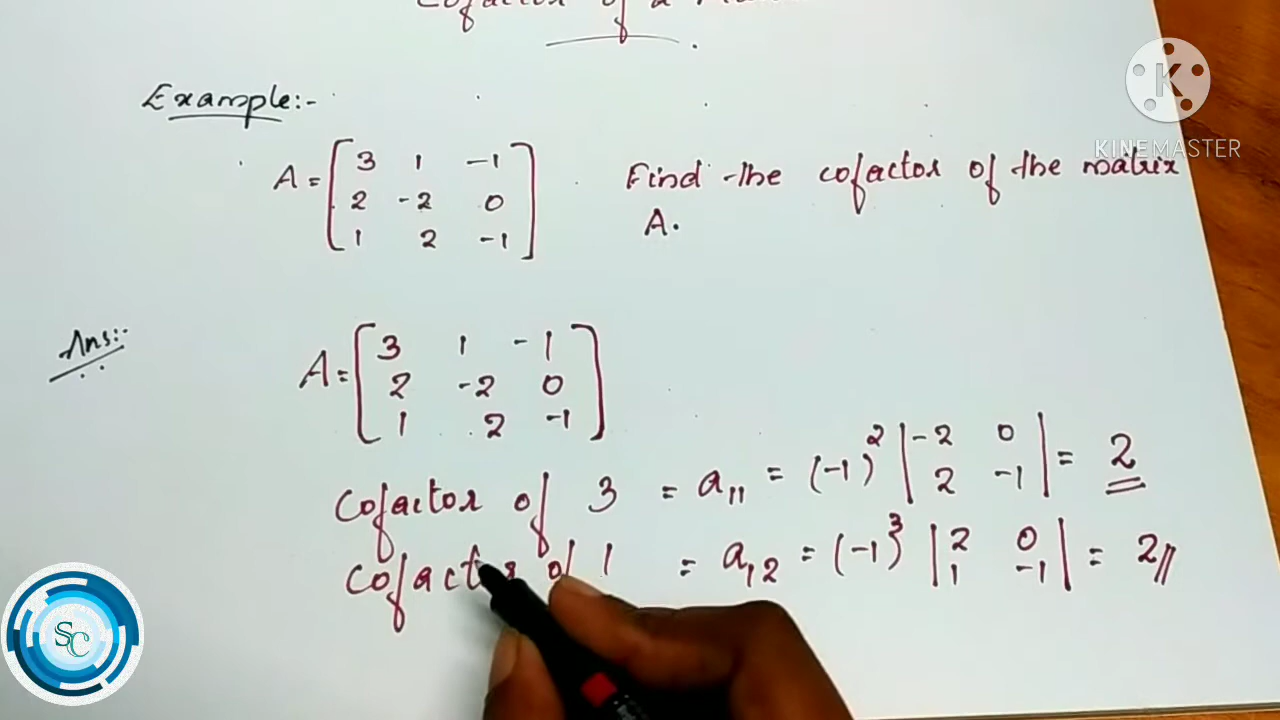 Cofactor of a
Example:-
A = [ 3 1 -1
2 -2 0
1 2 -1 ]
Find the cofactor of the matrix
A.
KINEMASTER
Ans:-
A = [ 3 1 -1
2 -2 0
1 2 -1 ]
Cofactor of 3 = a₁₁ = (-1)² | -2 0
2 -1 | = 2
Cofactor of 1 = a₁₂ = (-1)³ | 2 0
1 -1 | = 2//
SC